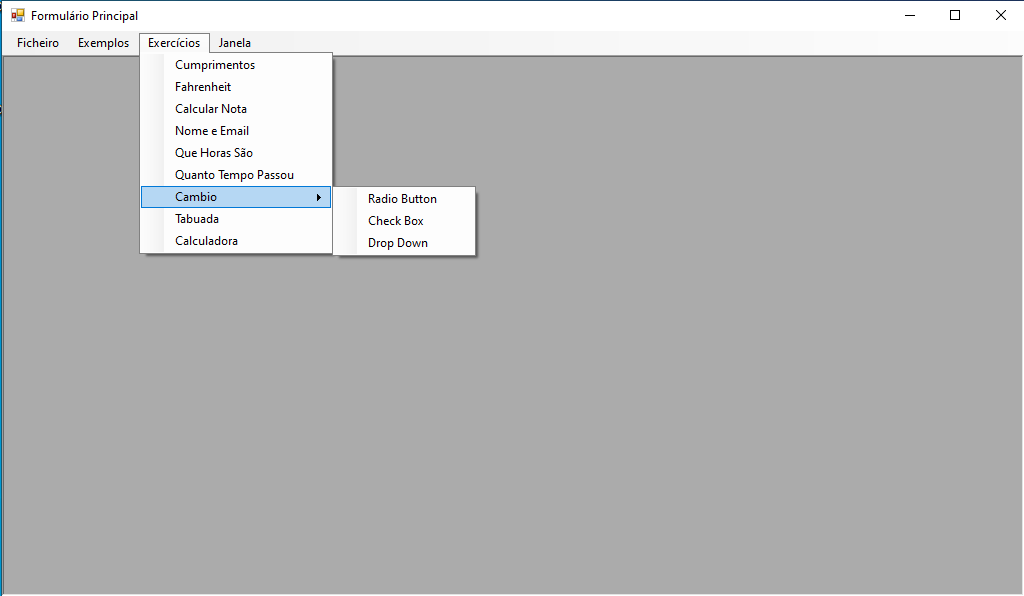 Formulário Principal
Ficheiro Exemplos Exercícios Janela
Cumprimentos
Fahrenheit
Calcular Nota
Nome e Email
Que Horas São
Quanto Tempo Passou
Cambio
Radio Button
Check Box
Drop Down
Tabuada
Calculadora